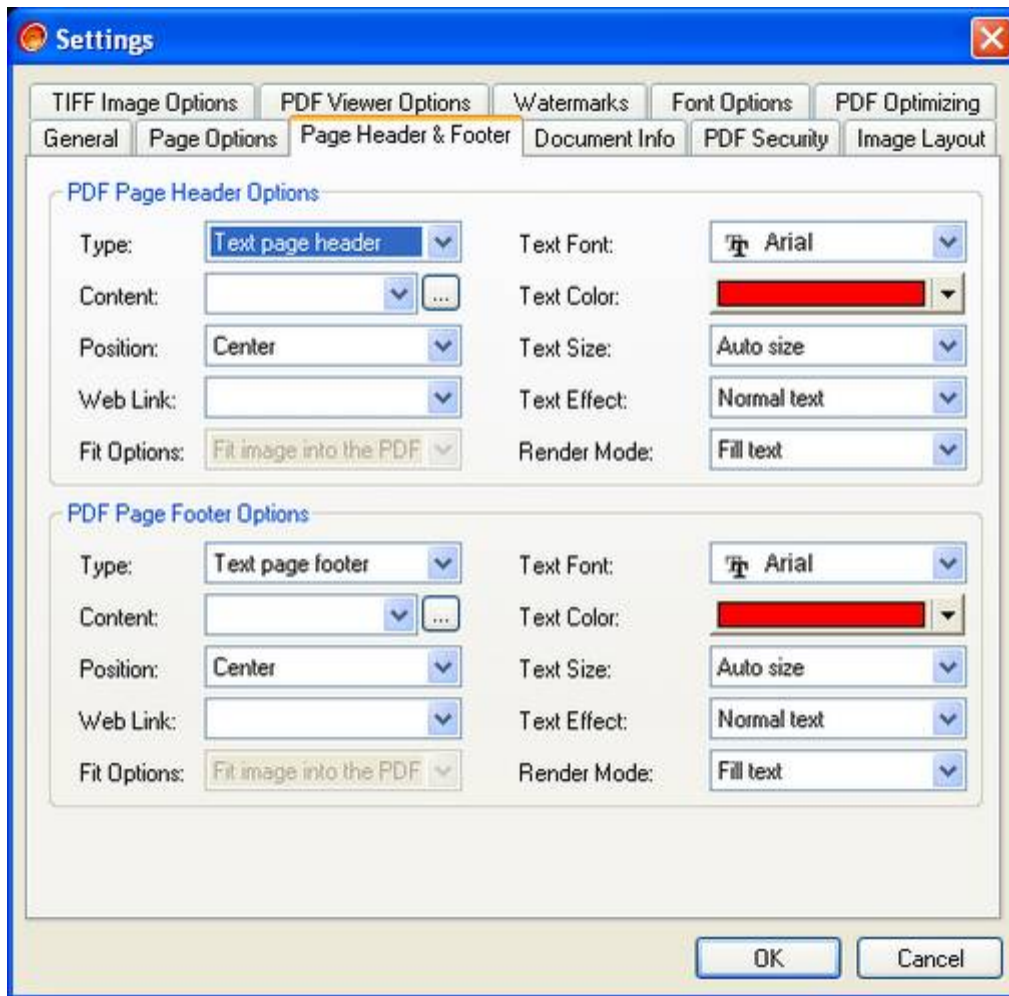 Settings
TIFF Image Options PDF Viewer Options Watermarks Font Options PDF Optimizing
General Page Options Page Header & Footer Document Info PDF Security Image Layout
PDF Page Header Options
Type: Text page header Text Font: Arial
Content: ... Text Color:
Position: Center Text Size: Auto size
Web Link: Text Effect: Normal text
Fit Options: Fit image into the PDF Render Mode: Fill text
PDF Page Footer Options
Type: Text page footer Text Font: Arial
Content: ... Text Color:
Position: Center Text Size: Auto size
Web Link: Text Effect: Normal text
Fit Options: Fit image into the PDF Render Mode: Fill text
OK Cancel